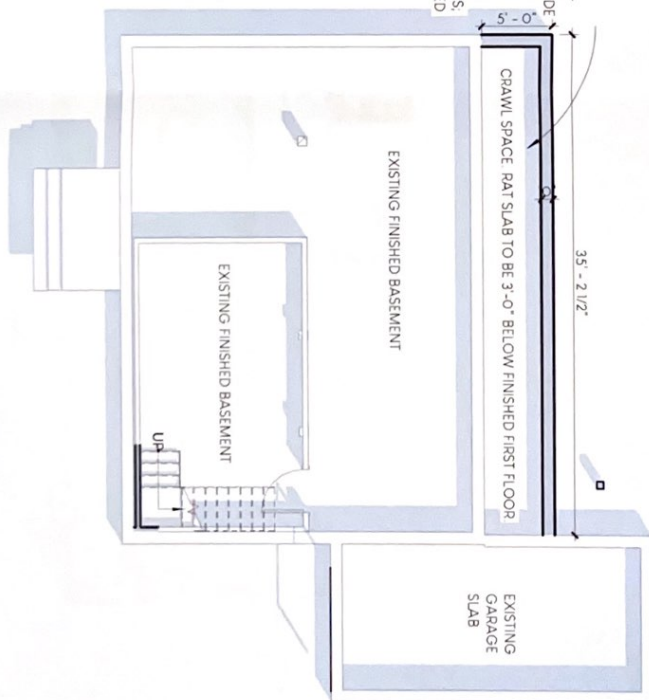 DE
S.
ED
5' - 0"
35' - 2 1/2"
CRAWL SPACE. RAT SLAB TO BE 3'-0" BELOW FINISHED FIRST FLOOR
EXISTING FINISHED BASEMENT
EXISTING FINISHED BASEMENT
UP
EXISTING
GARAGE
SLAB